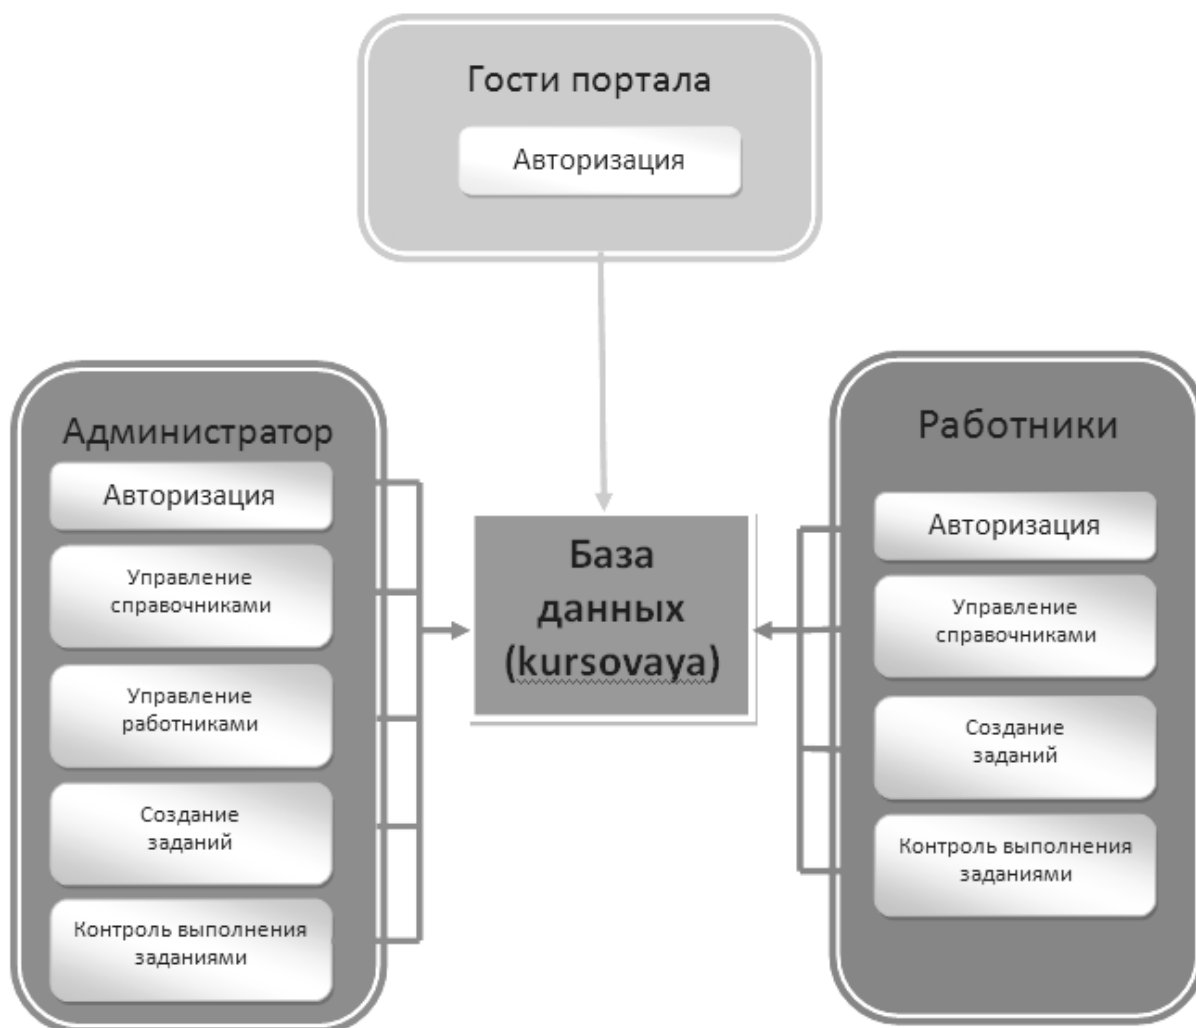 Гости портала
Авторизация
Администратор
Авторизация
Управление
справочниками
Управление
работниками
Создание
заданий
Контроль выполнения
заданиями
База
данных
(kursovaya)
Работники
Авторизация
Управление
справочниками
Создание
заданий
Контроль выполнения
заданиями